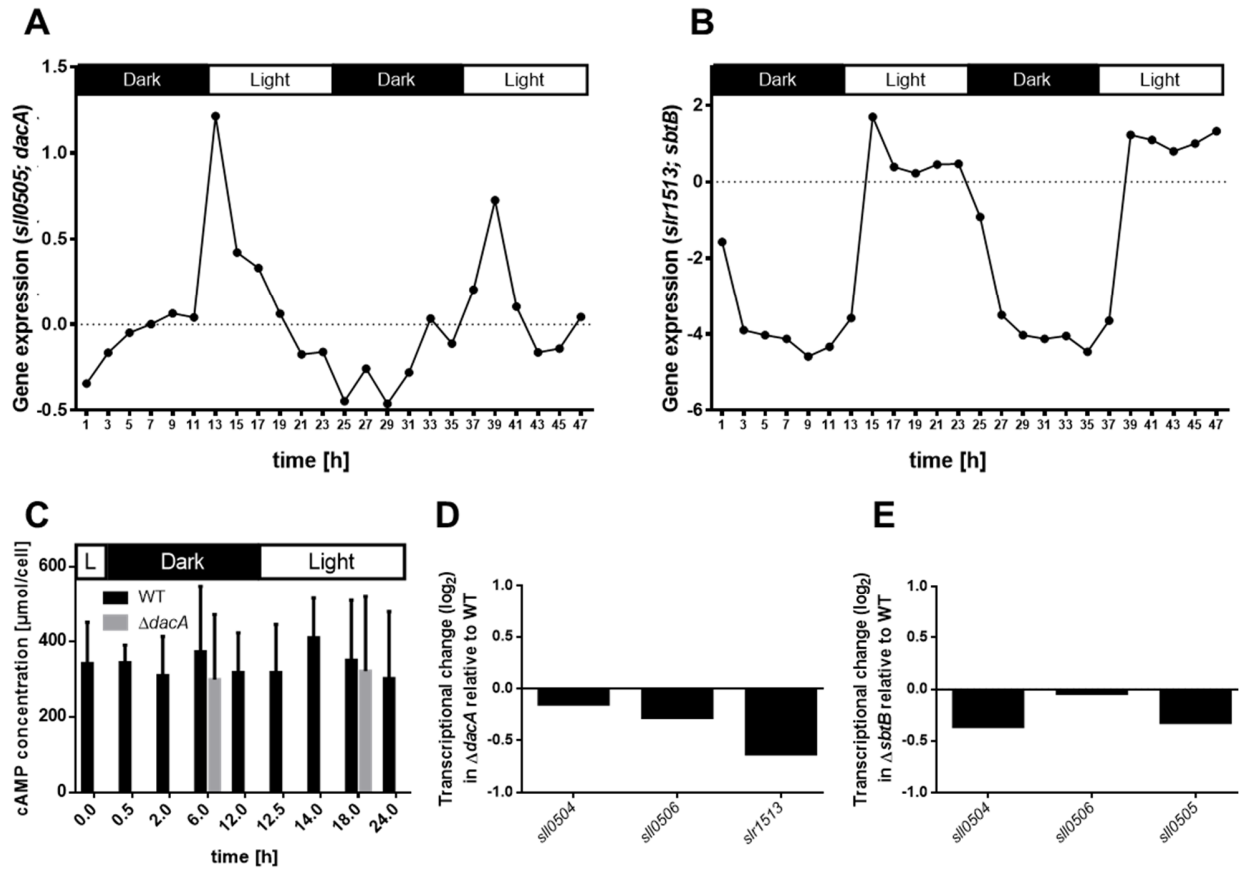 A
1.5
1.0
0.5
0.0
-0.5
Gene expression (sll0505; dacA)
Dark
Light
Dark
Light
1 3 5 7 9 11 13 15 17 19 21 23 25 27 29 31 33 35 37 39 41 43 45 47
time [h]
B
2
0
-2
-4
-6
Gene expression (slr1513; sbtB)
Dark
Light
Dark
Light
1 3 5 7 9 11 13 15 17 19 21 23 25 27 29 31 33 35 37 39 41 43 45 47
time [h]
C
600
400
200
0
cAMP concentration [µmol/cell]
L
Dark
Light
WT
ΔdacA
0.0 0.5 2.0 6.0 12.0 12.5 14.0 18.0 24.0
time [h]
D
1.0
0.5
0.0
-0.5
-1.0
Transcriptional change (log2)
in ΔdacA relative to WT
sll0504 sll0506 slr1513
E
1.0
0.5
0.0
-0.5
-1.0
Transcriptional change (log2)
in ΔsbtB relative to WT
sll0504 sll0506 sll0505